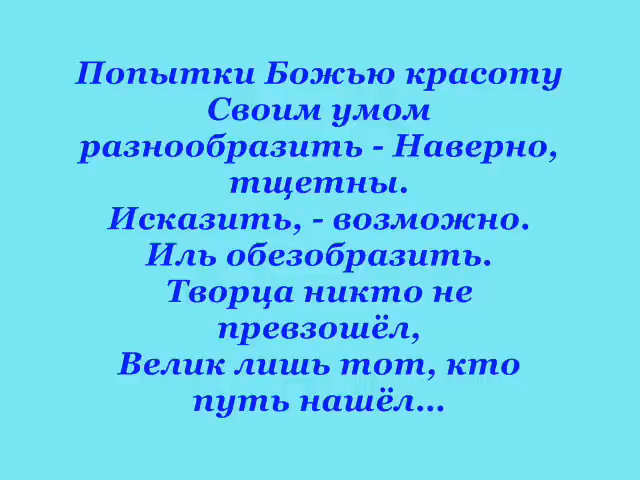 Попытки Божью красоту
Своим умом
разнообразить - Наверно,
тщетны.
Исказить, - возможно.
Иль обезобразить.
Творца никто не
превзошёл,
Велик лишь тот, кто
путь нашёл...